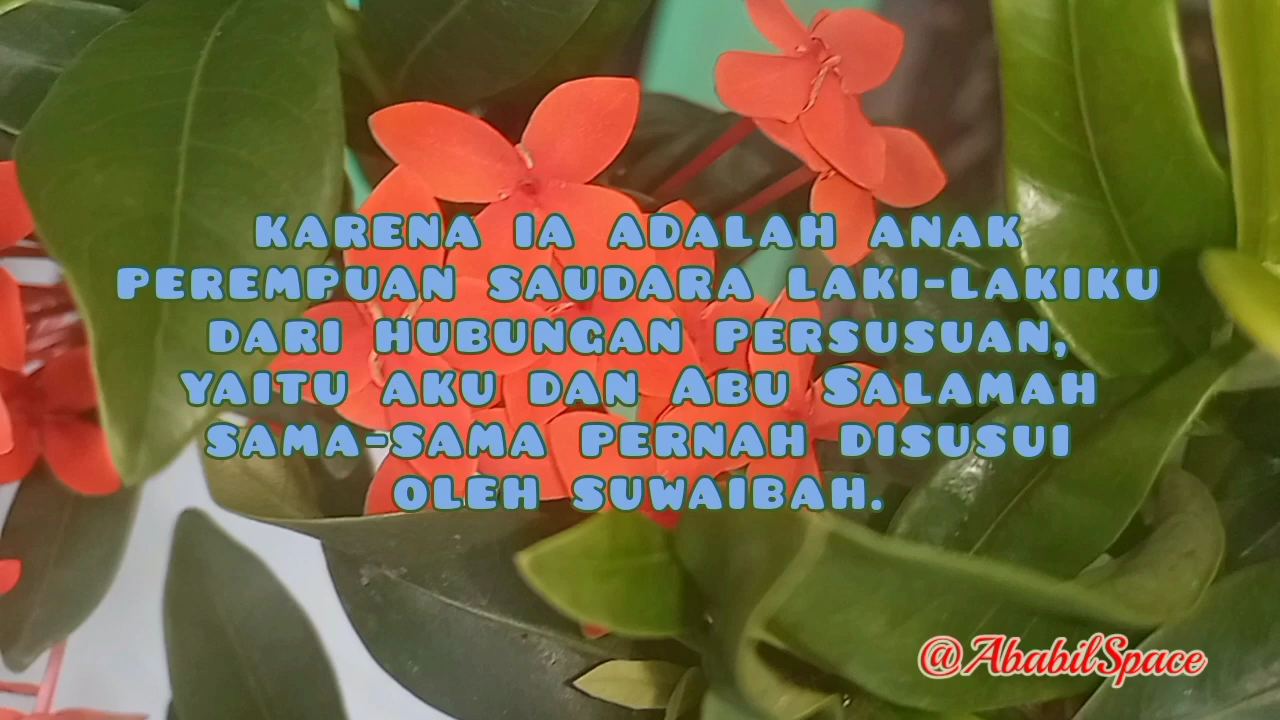 KARENA IA ADALAH ANAK
PEREMPUAN SAUDARA LAKI-LAKIKU
DARI HUBUNGAN PERSUSUAN,
YAITU AKU DAN ABU SALAMAH
SAMA-SAMA PERNAH DISUSUI
OLEH SUWAIBAH.
@AbabilSpace